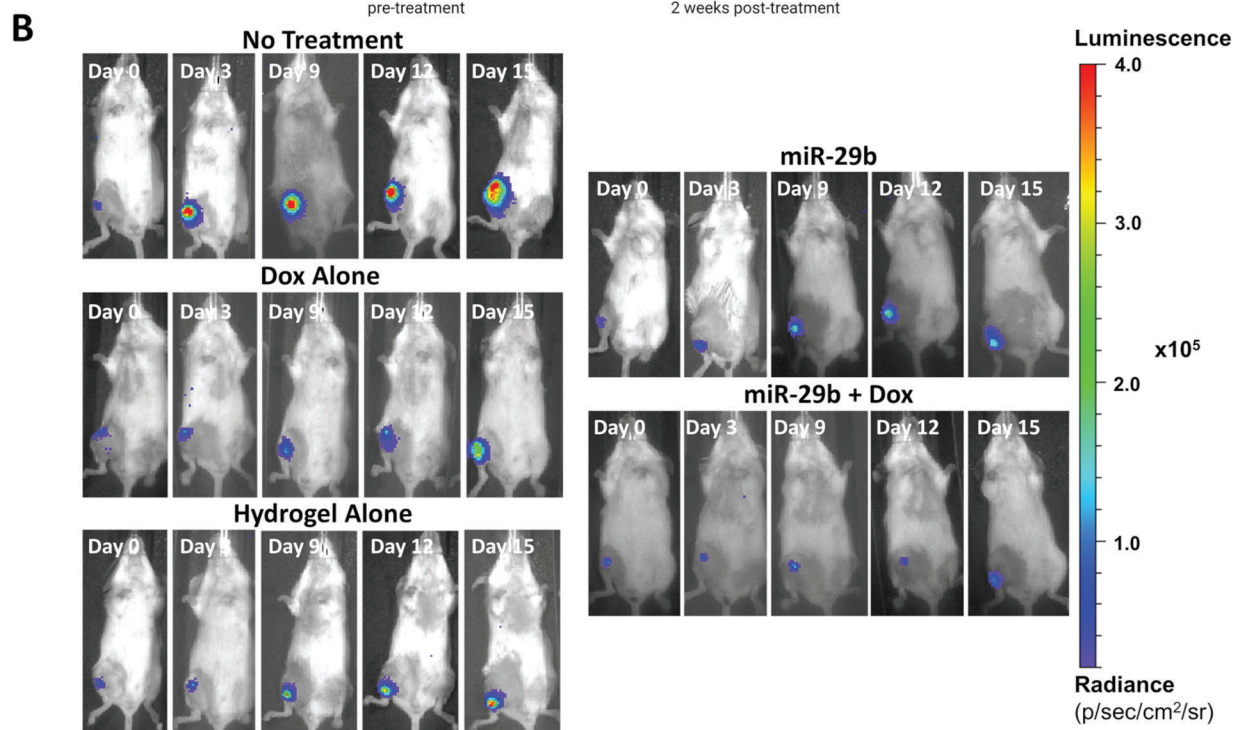 pre-treatment
2 weeks post-treatment
B
No Treatment
Day 0
Day 3
Day 9
Day 12
Day 15
Dox Alone
Day 0
Day 3
Day 9
Day 12
Day 15
Hydrogel Alone
Day 0
Day 3
Day 9
Day 12
Day 15
miR-29b
Day 0
Day 3
Day 9
Day 12
Day 15
miR-29b + Dox
Day 0
Day 3
Day 9
Day 12
Day 15
Luminescence
4.0
3.0
x10⁵
2.0
1.0
Radiance
(p/sec/cm²/sr)